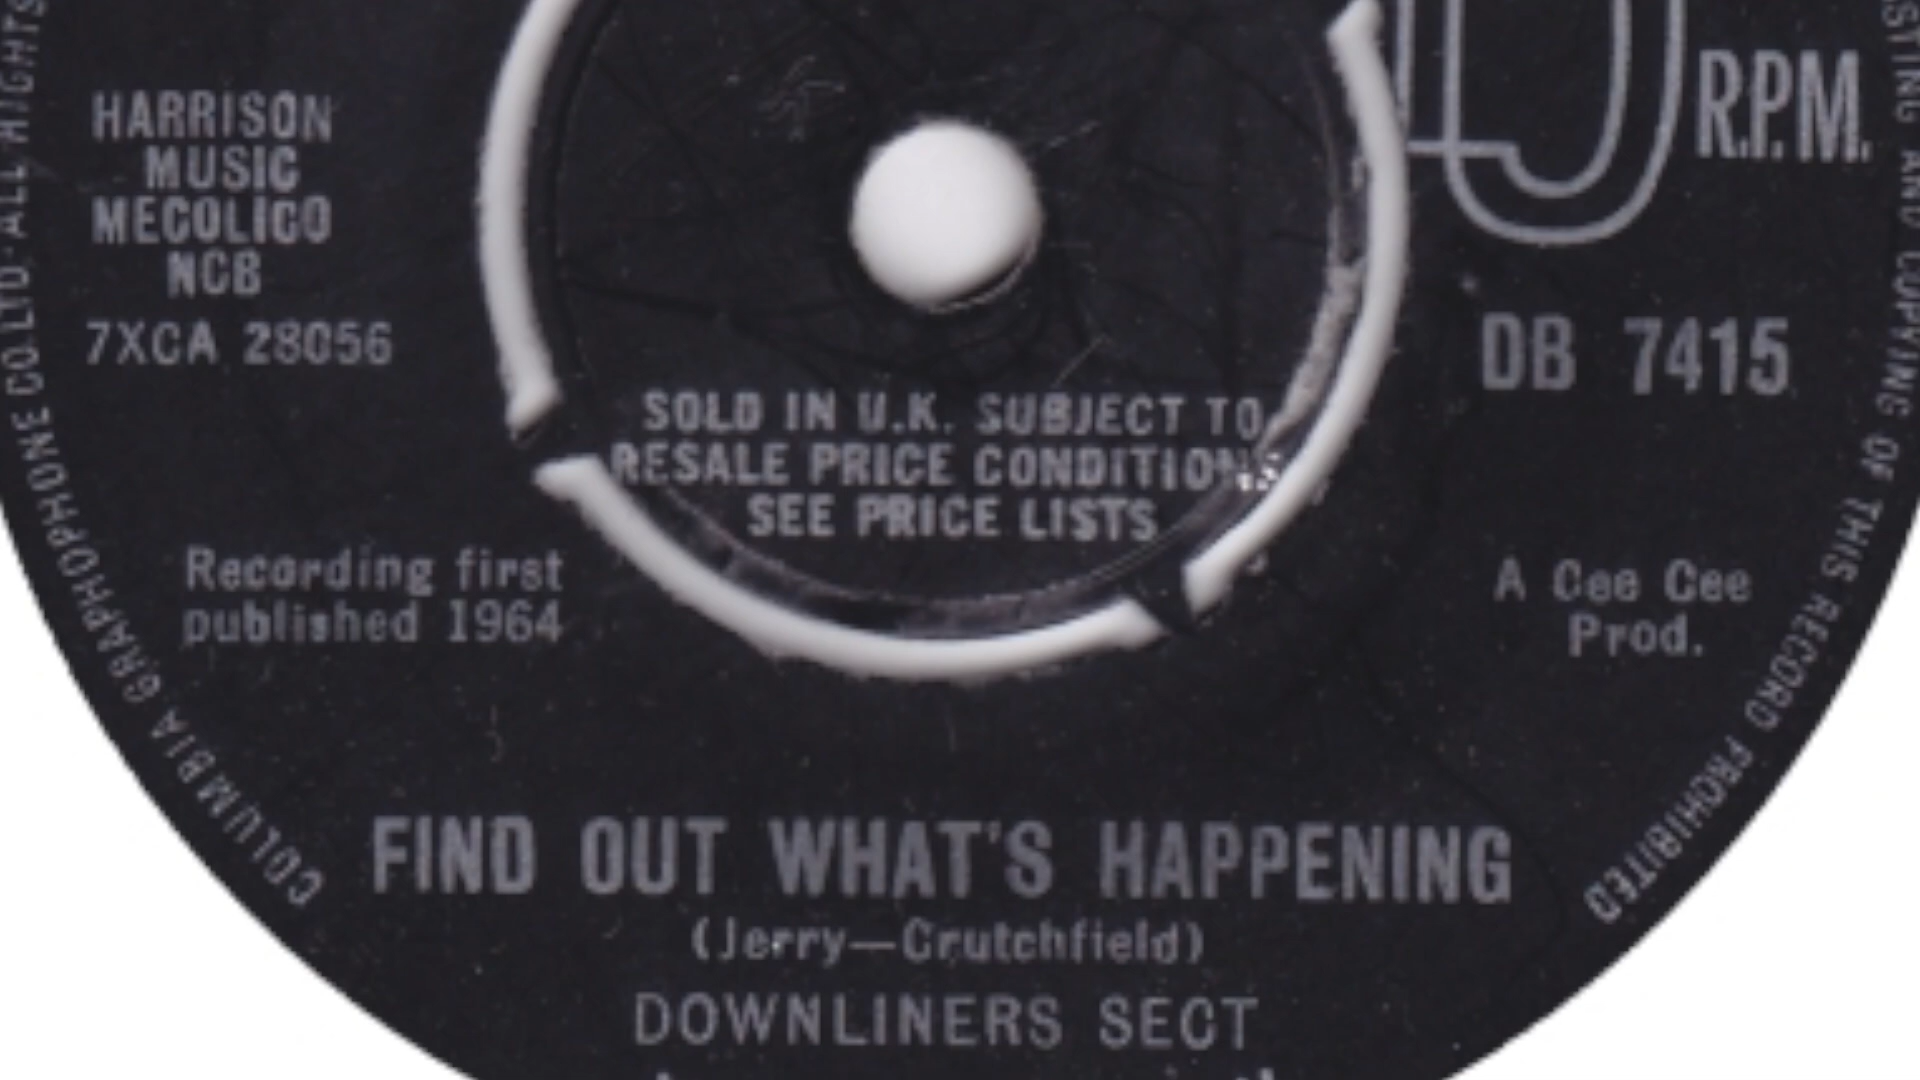 HARRISON
MUSIC
MECOLICO
NCB
7XCA 28056
R.P.M.
DB 7415
SOLD IN U.K. SUBJECT TO
RESALE PRICE CONDITIONS
SEE PRICE LISTS
Recording first
published 1964
A Cee Cee
Prod.
FIND OUT WHAT'S HAPPENING
(Jerry—Crutchfield)
DOWNLINERS SECT
COLUMBIA GRAPHOPHONE CO. LTD. ALL RIGHTS
AND COPYING OF THIS RECORD PROHIBITED